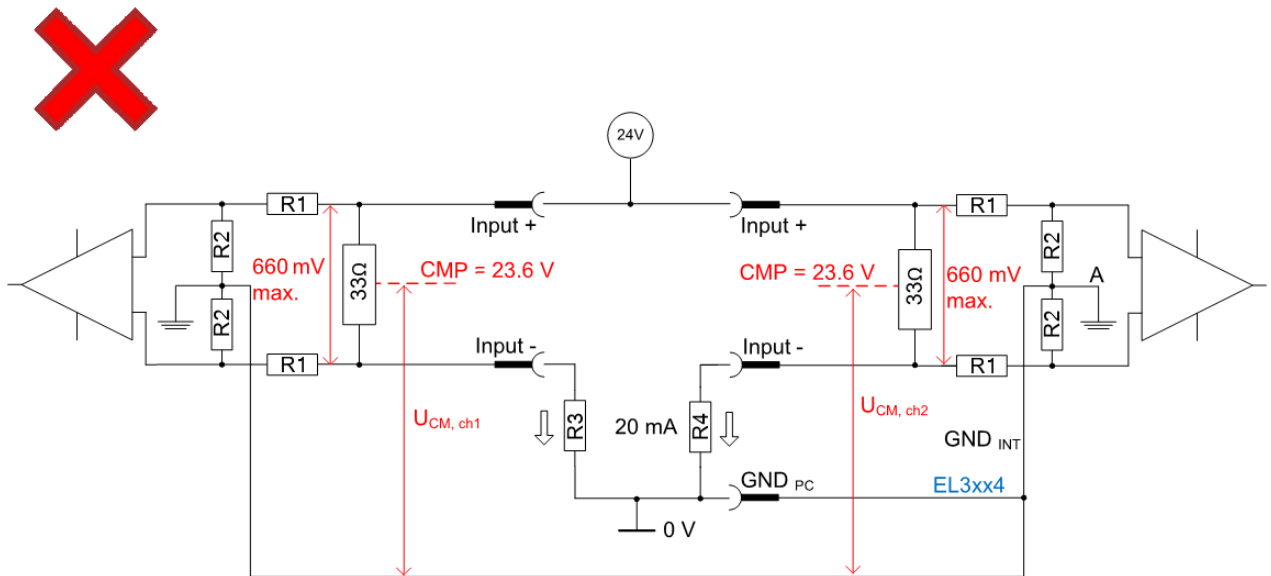 24V
R1
R1
Input +
Input +
R2
R2
660 mV
max.
33Ω
CMP = 23.6 V
CMP = 23.6 V
33Ω
660 mV
max.
A
R2
R2
Input -
Input -
R1
R1
U CM, ch1
R3
20 mA
R4
U CM, ch2
GND INT
GND PC
EL3xx4
0 V